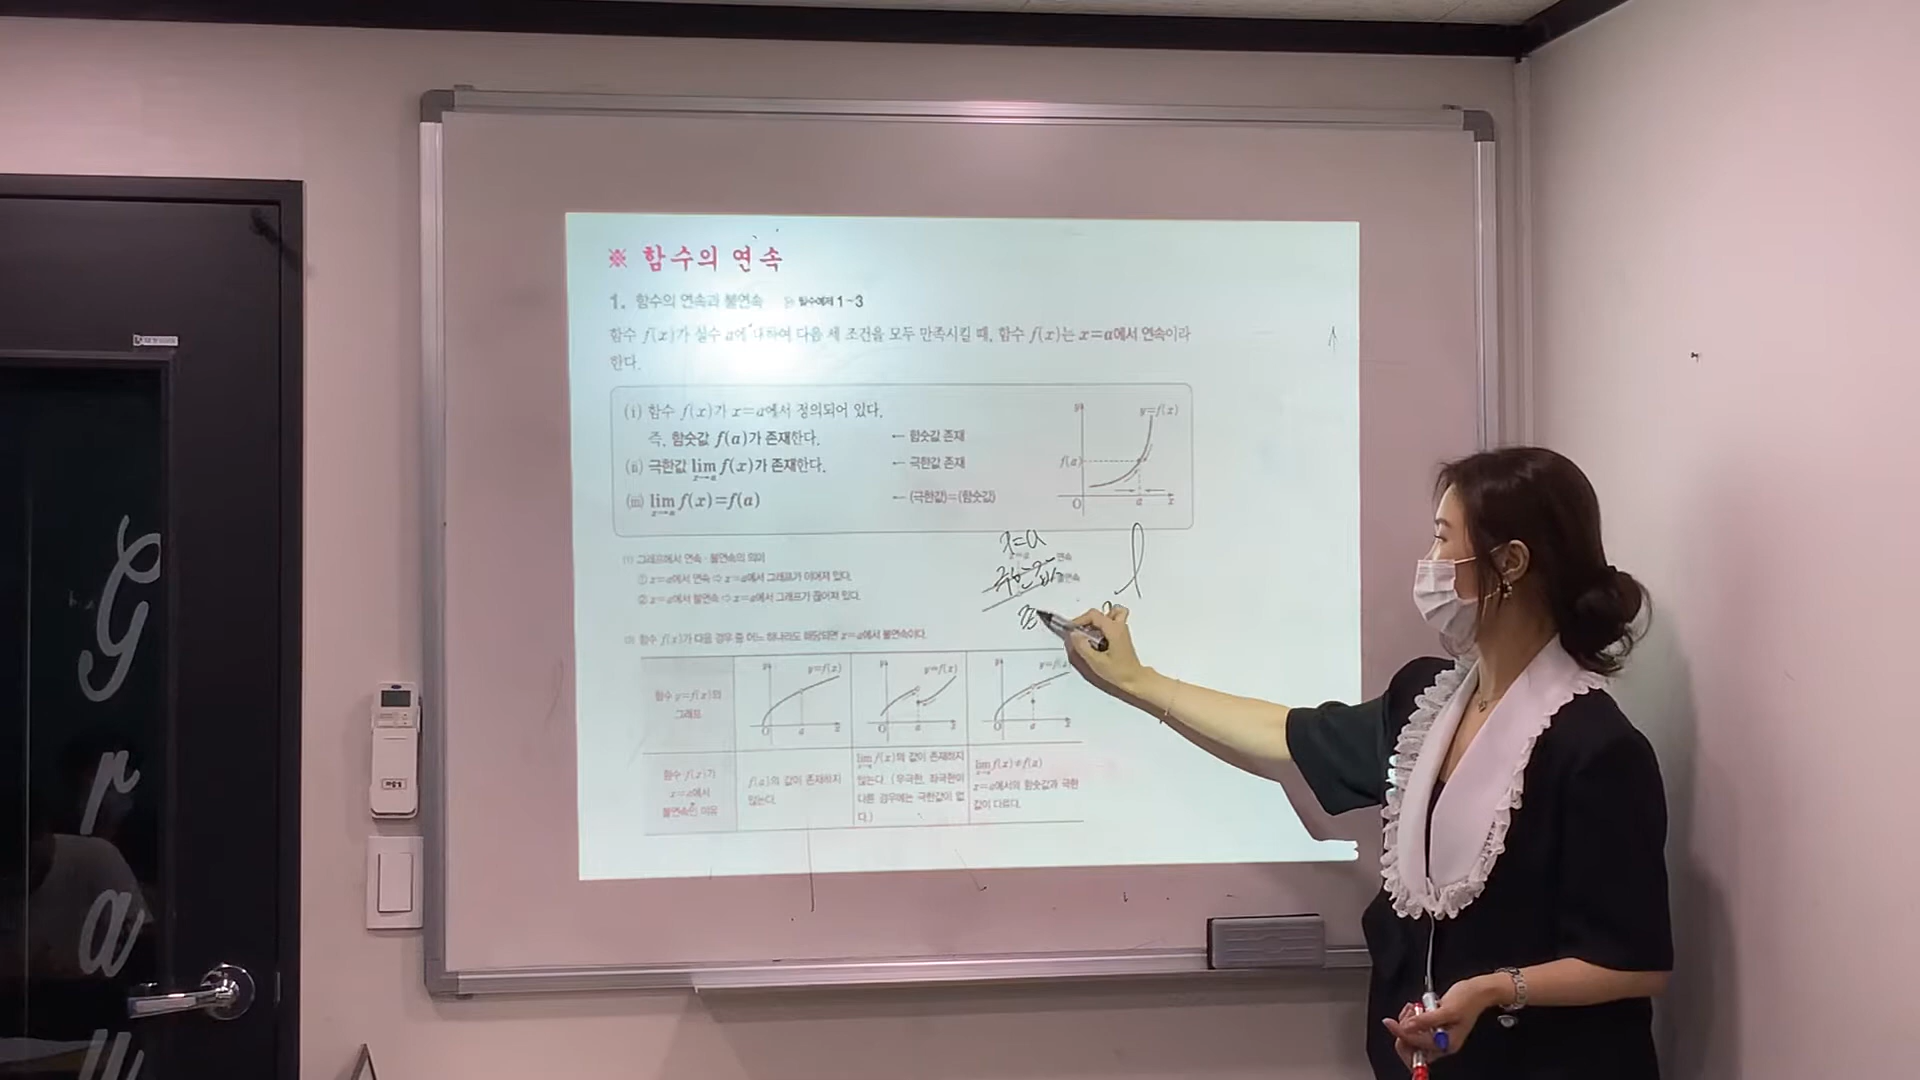 ※ 함수의 연속
1. 함수의 연속과 불연속 필수예제 1~3
함수 f(x)가 실수 a에 대하여 다음 세 조건을 모두 만족시킬 때, 함수 f(x)는 x=a에서 연속이라
한다.
(i) 함수 f(x)가 x=a에서 정의되어 있다.
즉, 함숫값 f(a)가 존재한다. ← 함숫값 존재
(ii) 극한값 lim x→a f(x)가 존재한다. ← 극한값 존재
(iii) lim x→a f(x)=f(a) ← (극한값)=(함숫값)
y y=f(x)
f(a)
O a x
x=a
연속
극한값 불연속
(1) 그래프에서 연속·불연속의 의미
① x=a에서 연속 ⇨ x=a에서 그래프가 이어져 있다.
② x=a에서 불연속 ⇨ x=a에서 그래프가 끊어져 있다.
(2) 함수 f(x)가 다음 경우 중 어느 하나라도 해당되면 x=a에서 불연속이다.
함수 y=f(x)의
그래프
y y=f(x)
O a x
y y=f(x)
O a x
y y=f(x)
O a x
함수 f(x)가
x=a에서
불연속인 이유
f(a)의 값이 존재하지
않는다.
lim x→a f(x)의 값이 존재하지
않는다. (우극한, 좌극한이
다른 경우에는 극한값이 없
다.)
lim x→a f(x)≠f(a)
x=a에서의 함숫값과 극한
값이 다르다.
Gray